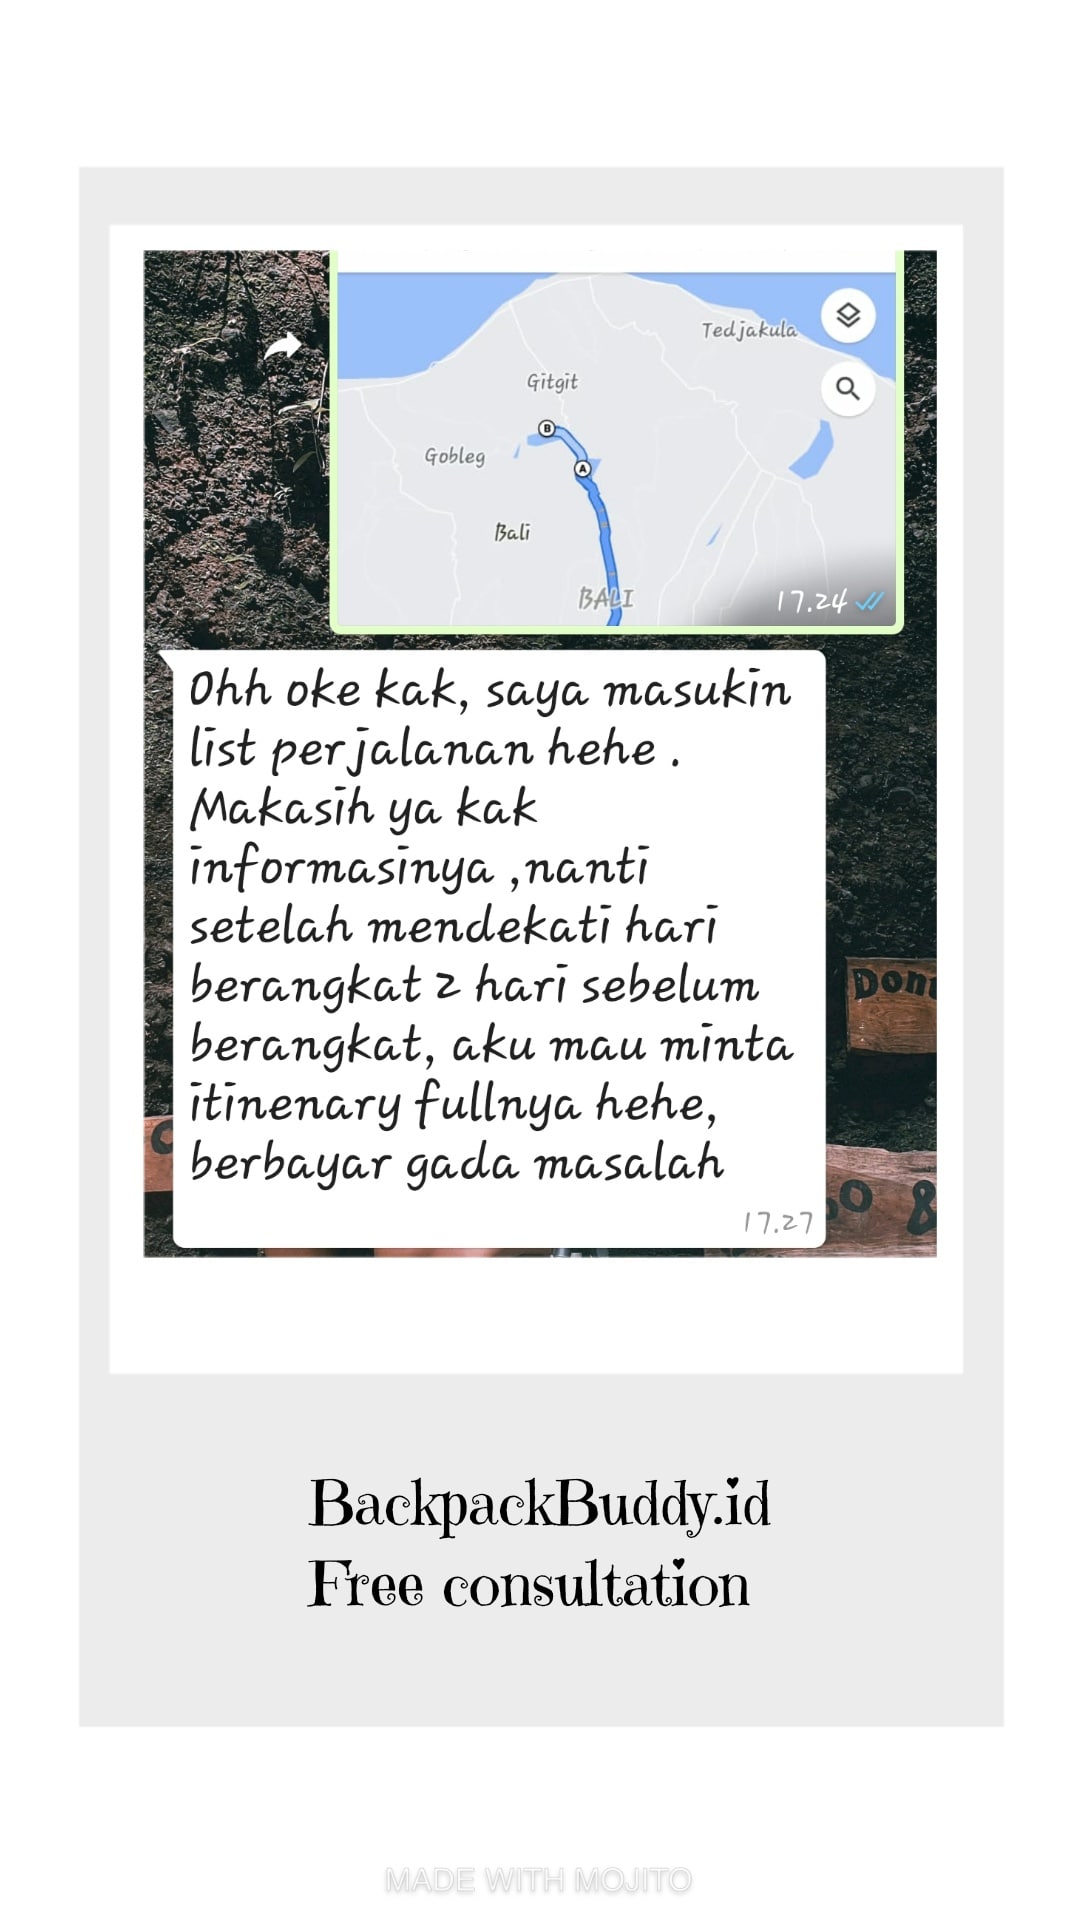 Tedjakula
Gitgit
B
Gobleg
A
Bali
BALI
17.24
Ohh oke kak, saya masukin
list perjalanan hehe .
Makasih ya kak
informasinya ,nanti
setelah mendekati hari
berangkat 2 hari sebelum
berangkat, aku mau minta
itinenary fullnya hehe,
berbayar gada masalah
17.27
Don
&
BackpackBuddy.id
Free consultation
MADE WITH MOJITO